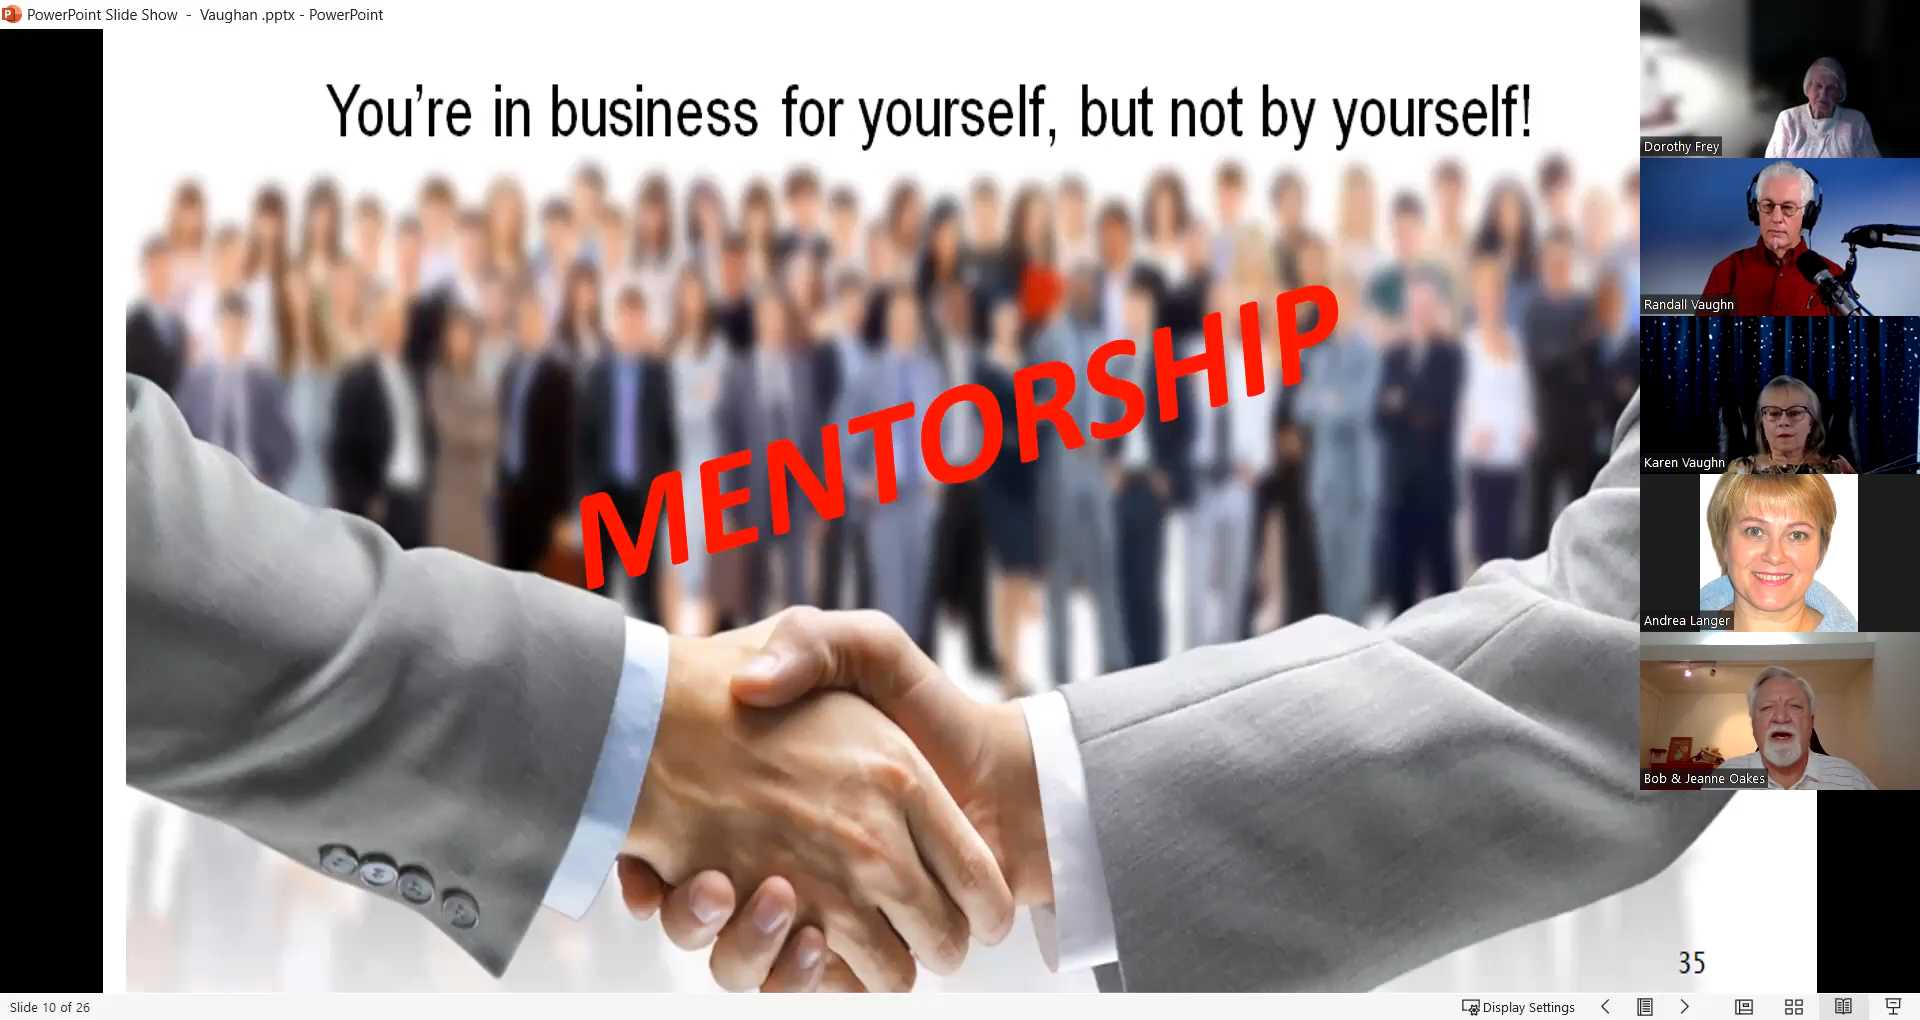 PowerPoint Slide Show - Vaughan .pptx - PowerPoint
You're in business for yourself, but not by yourself!
MENTORSHIP
35
Dorothy Frey
Randall Vaughn
Karen Vaughn
Andrea Langer
Bob & Jeanne Oakes
Slide 10 of 26
Display Settings